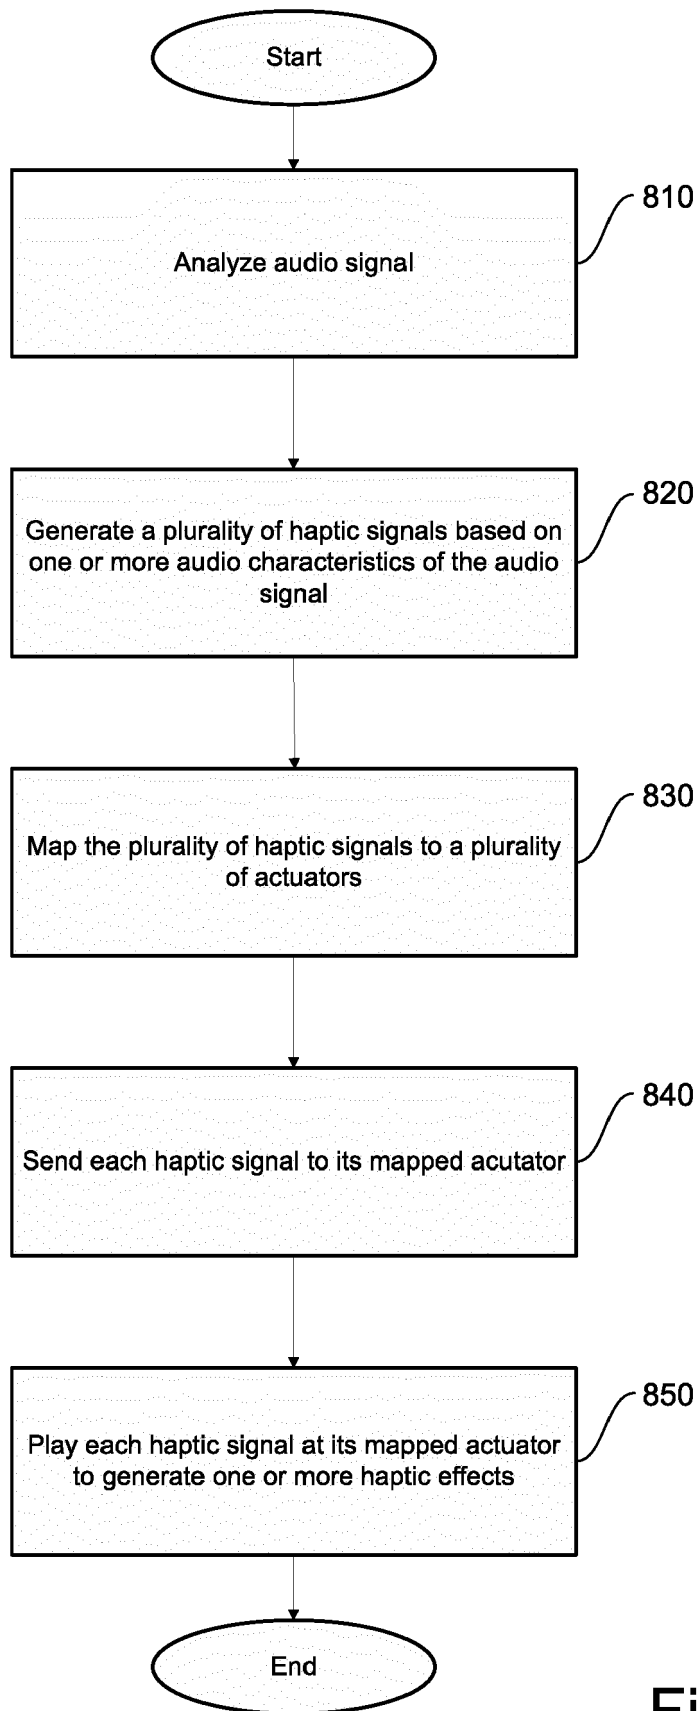 Start
810
Analyze audio signal
820
Generate a plurality of haptic signals based on
one or more audio characteristics of the audio
signal
830
Map the plurality of haptic signals to a plurality
of actuators
840
Send each haptic signal to its mapped acutator
850
Play each haptic signal at its mapped actuator
to generate one or more haptic effects
End